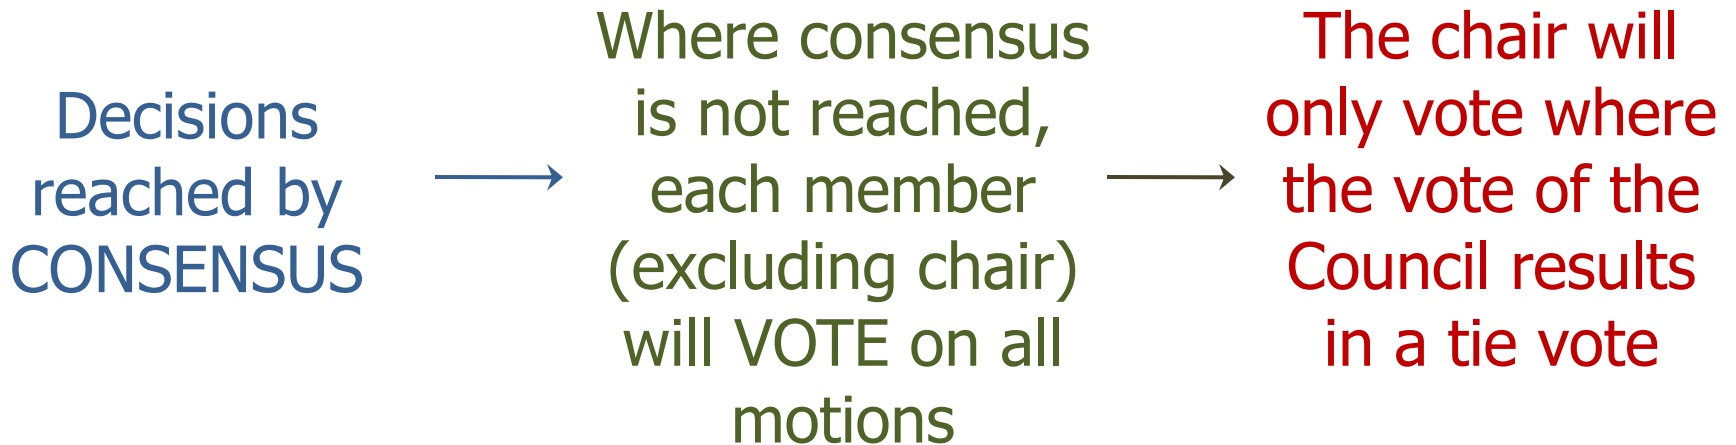 Decisions
reached by
CONSENSUS
Where consensus
is not reached,
each member
(excluding chair)
will VOTE on all
motions
The chair will
only vote where
the vote of the
Council results
in a tie vote